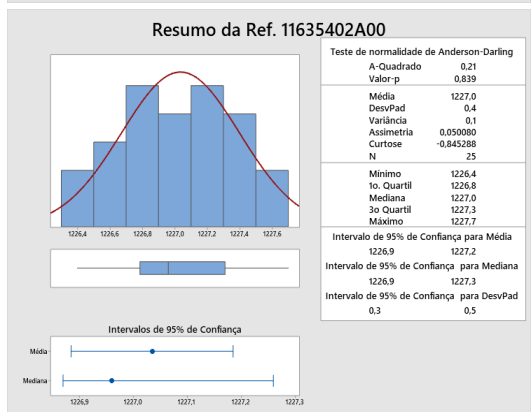 Resumo da Ref. 11635402A00
1226,4 1226,6 1226,8 1227,0 1227,2 1227,4 1227,6
Intervalos de 95% de Confiança
Média
Mediana
1226,9 1227,0 1227,1 1227,2 1227,3
Teste de normalidade de Anderson-Darling
A-Quadrado 0,21
Valor-p 0,839
Média 1227,0
DesvPad 0,4
Variância 0,1
Assimetria 0,050080
Curtose -0,845288
N 25
Mínimo 1226,4
1o. Quartil 1226,8
Mediana 1227,0
3o Quartil 1227,3
Máximo 1227,7
Intervalo de 95% de Confiança para Média
1226,9 1227,2
Intervalo de 95% de Confiança para Mediana
1226,9 1227,3
Intervalo de 95% de Confiança para DesvPad
0,3 0,5